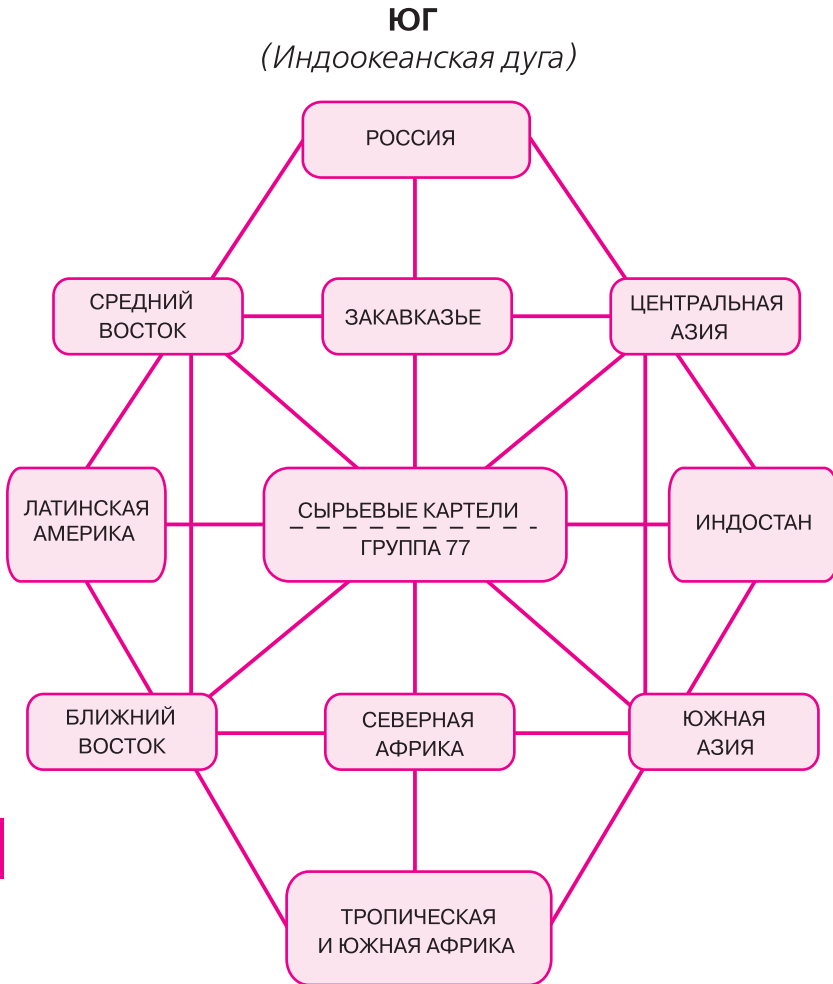 ЮГ
(Индоокеанская дуга)
РОССИЯ
СРЕДНИЙ
ВОСТОК
ЗАКАВКАЗЬЕ
ЦЕНТРАЛЬНАЯ
АЗИЯ
ЛАТИНСКАЯ
АМЕРИКА
СЫРЬЕВЫЕ КАРТЕЛИ
ГРУППА 77
ИНДОСТАН
БЛИЖНИЙ
ВОСТОК
СЕВЕРНАЯ
АФРИКА
ЮЖНАЯ
АЗИЯ
ТРОПИЧЕСКАЯ
И ЮЖНАЯ АФРИКА